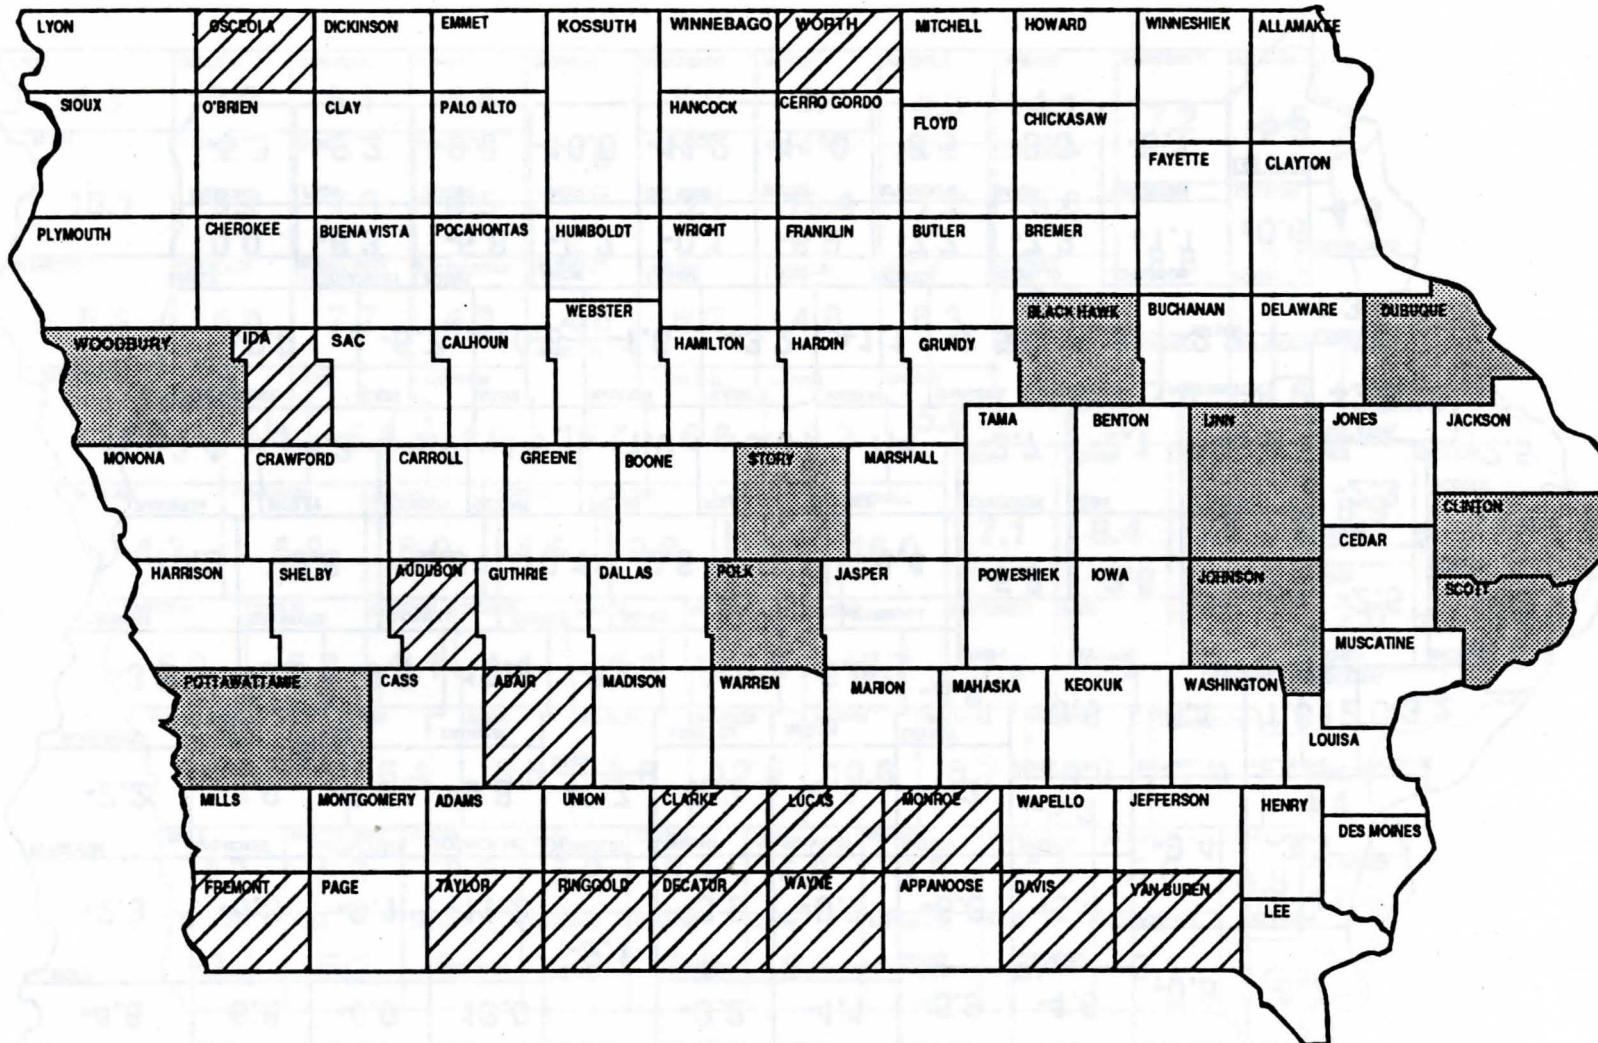 LYON OSCEOLA DICKINSON EMMET KOSSUTH WINNEBAGO WORTH MITCHELL HOWARD WINNESHIEK ALLAMAKEE
SIOUX O'BRIEN CLAY PALO ALTO HANCOCK CERRO GORDO FLOYD CHICKASAW
FAYETTE CLAYTON
PLYMOUTH CHEROKEE BUENA VISTA POCAHONTAS HUMBOLDT WRIGHT FRANKLIN BUTLER BREMER
WEBSTER BLACK HAWK BUCHANAN DELAWARE DUBUQUE
WOODBURY IDA SAC CALHOUN HAMILTON HARDIN GRUNDY
TAMA BENTON LINN JONES JACKSON
MONONA CRAWFORD CARROLL GREENE BOONE STORY MARSHALL
CLINTON
CEDAR
HARRISON SHELBY AUDUBON GUTHRIE DALLAS POLK JASPER POWESHIEK IOWA JOHNSON
SCOTT
MUSCATINE
POTTAWATTAMIE CASS ADAIR MADISON WARREN MARION MAHASKA KEOKUK WASHINGTON
LOUISA
MILLS MONTGOMERY ADAMS UNION CLARKE LUCAS MONROE WAPELLO JEFFERSON HENRY
DES MOINES
FREMONT PAGE TAYLOR RINGGOLD DECATUR WAYNE APPANOOSE DAVIS VAN BUREN
LEE